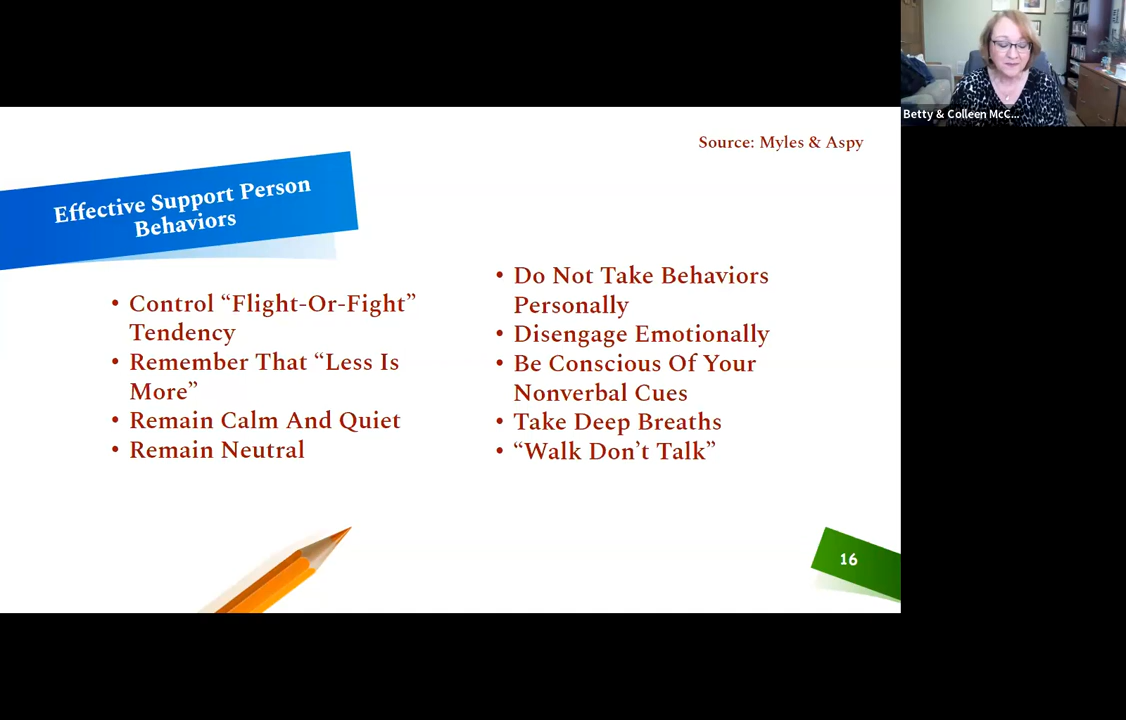 Betty & Colleen McC...
Source: Myles & Aspy
Effective Support Person
Behaviors
• Control “Flight-Or-Fight”
Tendency
• Remember That “Less Is
More”
• Remain Calm And Quiet
• Remain Neutral
• Do Not Take Behaviors
Personally
• Disengage Emotionally
• Be Conscious Of Your
Nonverbal Cues
• Take Deep Breaths
• “Walk Don’t Talk”
16